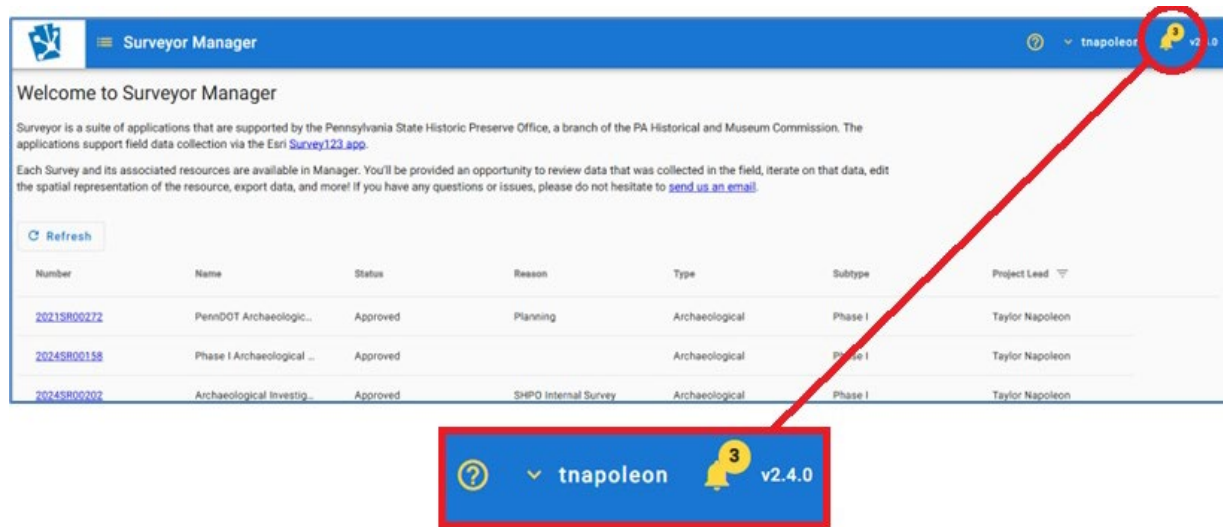 Surveyor Manager
tnapoleon 3 v2.4.0
Welcome to Surveyor Manager
Surveyor is a suite of applications that are supported by the Pennsylvania State Historic Preserve Office, a branch of the PA Historical and Museum Commission. The
applications support field data collection via the Esri Survey123 app.
Each Survey and its associated resources are available in Manager. You'll be provided an opportunity to review data that was collected in the field, iterate on that data, edit
the spatial representation of the resource, export data, and more! If you have any questions or issues, please do not hesitate to send us an email.
Refresh
Number Name Status Reason Type Subtype Project Lead
2021SR00272 PennDOT Archaeologic... Approved Planning Archaeological Phase I Taylor Napoleon
2024SR00158 Phase I Archaeological ... Approved Archaeological Phase I Taylor Napoleon
2024SR00202 Archaeological Investig... Approved SHPO Internal Survey Archaeological Phase I Taylor Napoleon
? tnapoleon 3 v2.4.0